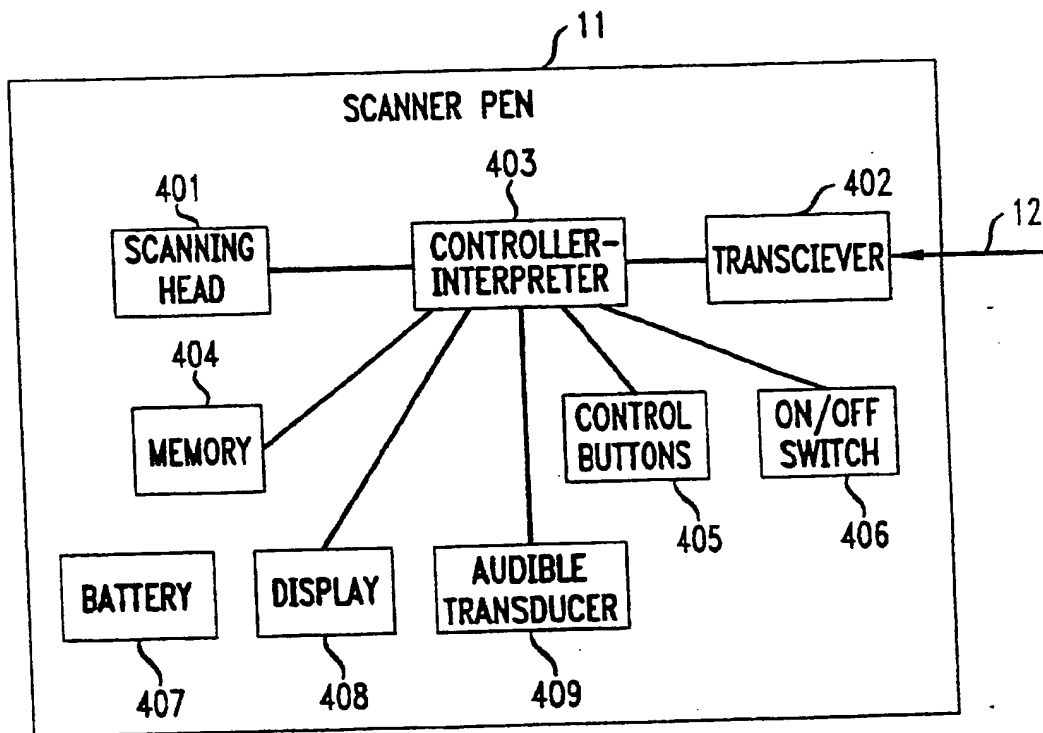 11
SCANNER PEN
401
403
402
12
SCANNING
HEAD
CONTROLLER-
INTERPRETER
TRANSCIEVER
404
MEMORY
CONTROL
BUTTONS
ON/OFF
SWITCH
405
406
BATTERY
DISPLAY
AUDIBLE
TRANSDUCER
407
408
409